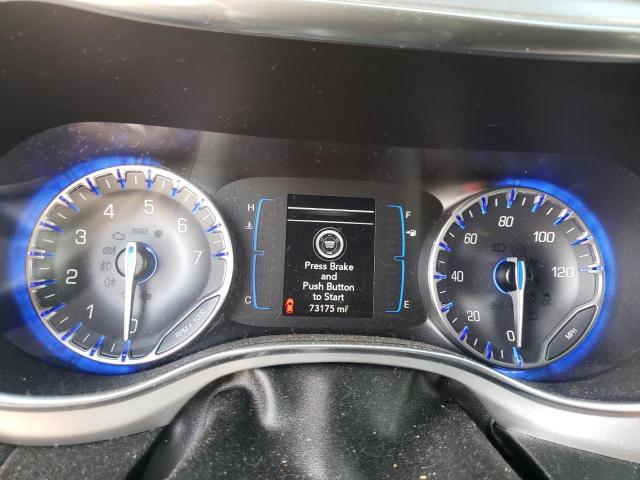 0
1
2
3
4
5
6
7
RPM x 1000
BRAKE
H
C
Press Brake
and
Push Button
to Start
73175 mi
F
E
0
20
40
60
80
100
120
MPH